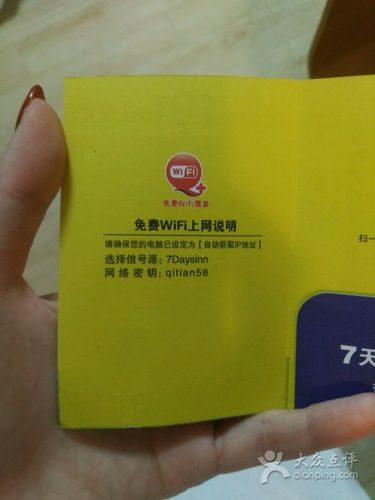 WiFi
免费WiFi覆盖
免费WiFi上网说明
请确保您的电脑已设定为【自动获取IP地址】
选择信号源：7Daysinn
网络密钥：qitian58
扫一
7天
大众点评
dianping.com